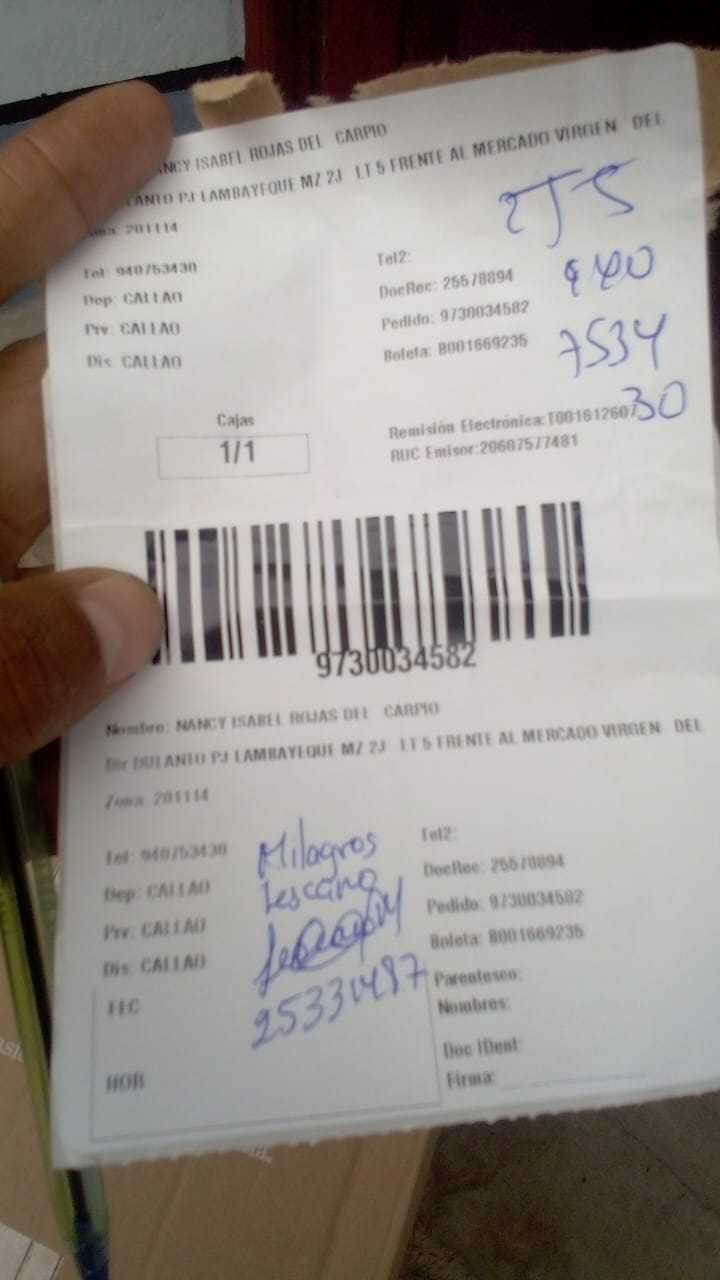 NCY ISABEL ROJAS DEL CARPIO
LANTO PJ LAMBAYEQUE MZ 2J LT 5 FRENTE AL MERCADO VIRGEN DEL
Zona: 201114
Tel: 940753430
Tel2:
Dep: CALLAO
DocRec: 25578894
Prv: CALLAO
Pedido: 9730034582
Dis: CALLAO
Boleta: B001669235
940
7534
30
Cajas
1/1
Remisión Electrónica:T001612607
RUC Emisor:20607577481
9730034582
Nombre: NANCY ISABEL ROJAS DEL CARPIO
Dir DULANTO PJ LAMBAYEQUE MZ 2J LT 5 FRENTE AL MERCADO VIRGEN DEL
Zona: 201114
Tel: 940753430
Tel2:
Dep: CALLAO
DocRec: 25578894
Prv: CALLAO
Pedido: 9730034582
Dis: CALLAO
Boleta: B001669235
Milagros
Lescano
FEC
Parentesco:
Nombres:
HOR
Doc IDent:
Firma: